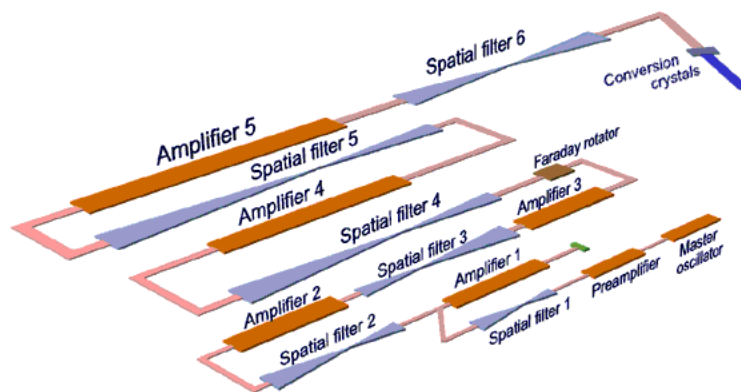 Spatial filter 6
Conversion
crystals
Amplifier 5
Spatial filter 5
Faraday rotator
Amplifier 4
Amplifier 3
Spatial filter 4
Spatial filter 3
Master
oscillator
Amplifier 1
Preamplifier
Amplifier 2
Spatial filter 1
Spatial filter 2